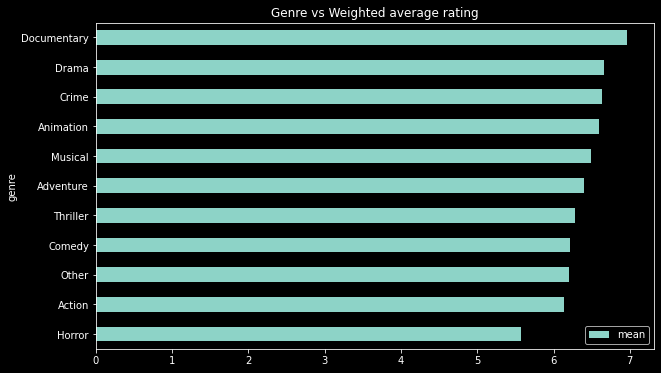 Genre vs Weighted average rating
genre
Documentary
Drama
Crime
Animation
Musical
Adventure
Thriller
Comedy
Other
Action
Horror
mean
0 1 2 3 4 5 6 7